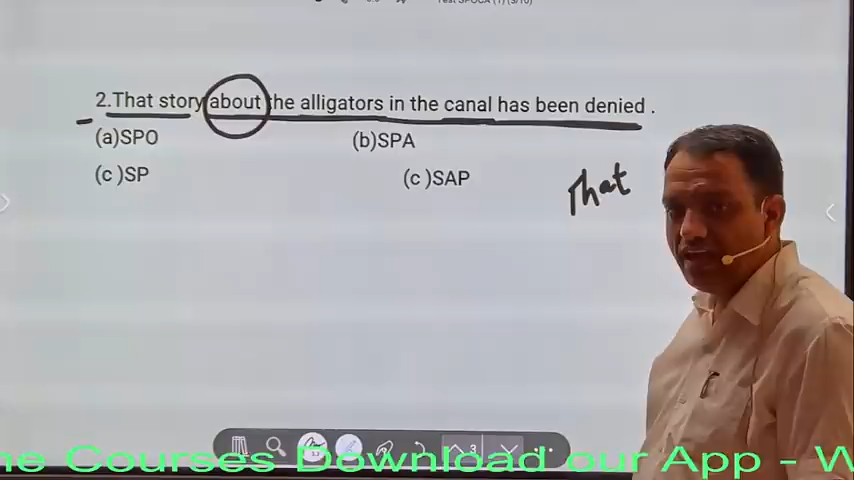 2.That story about the alligators in the canal has been denied .
(a)SPO (b)SPA
(c )SP (c )SAP
That
ne Courses Download our App - W